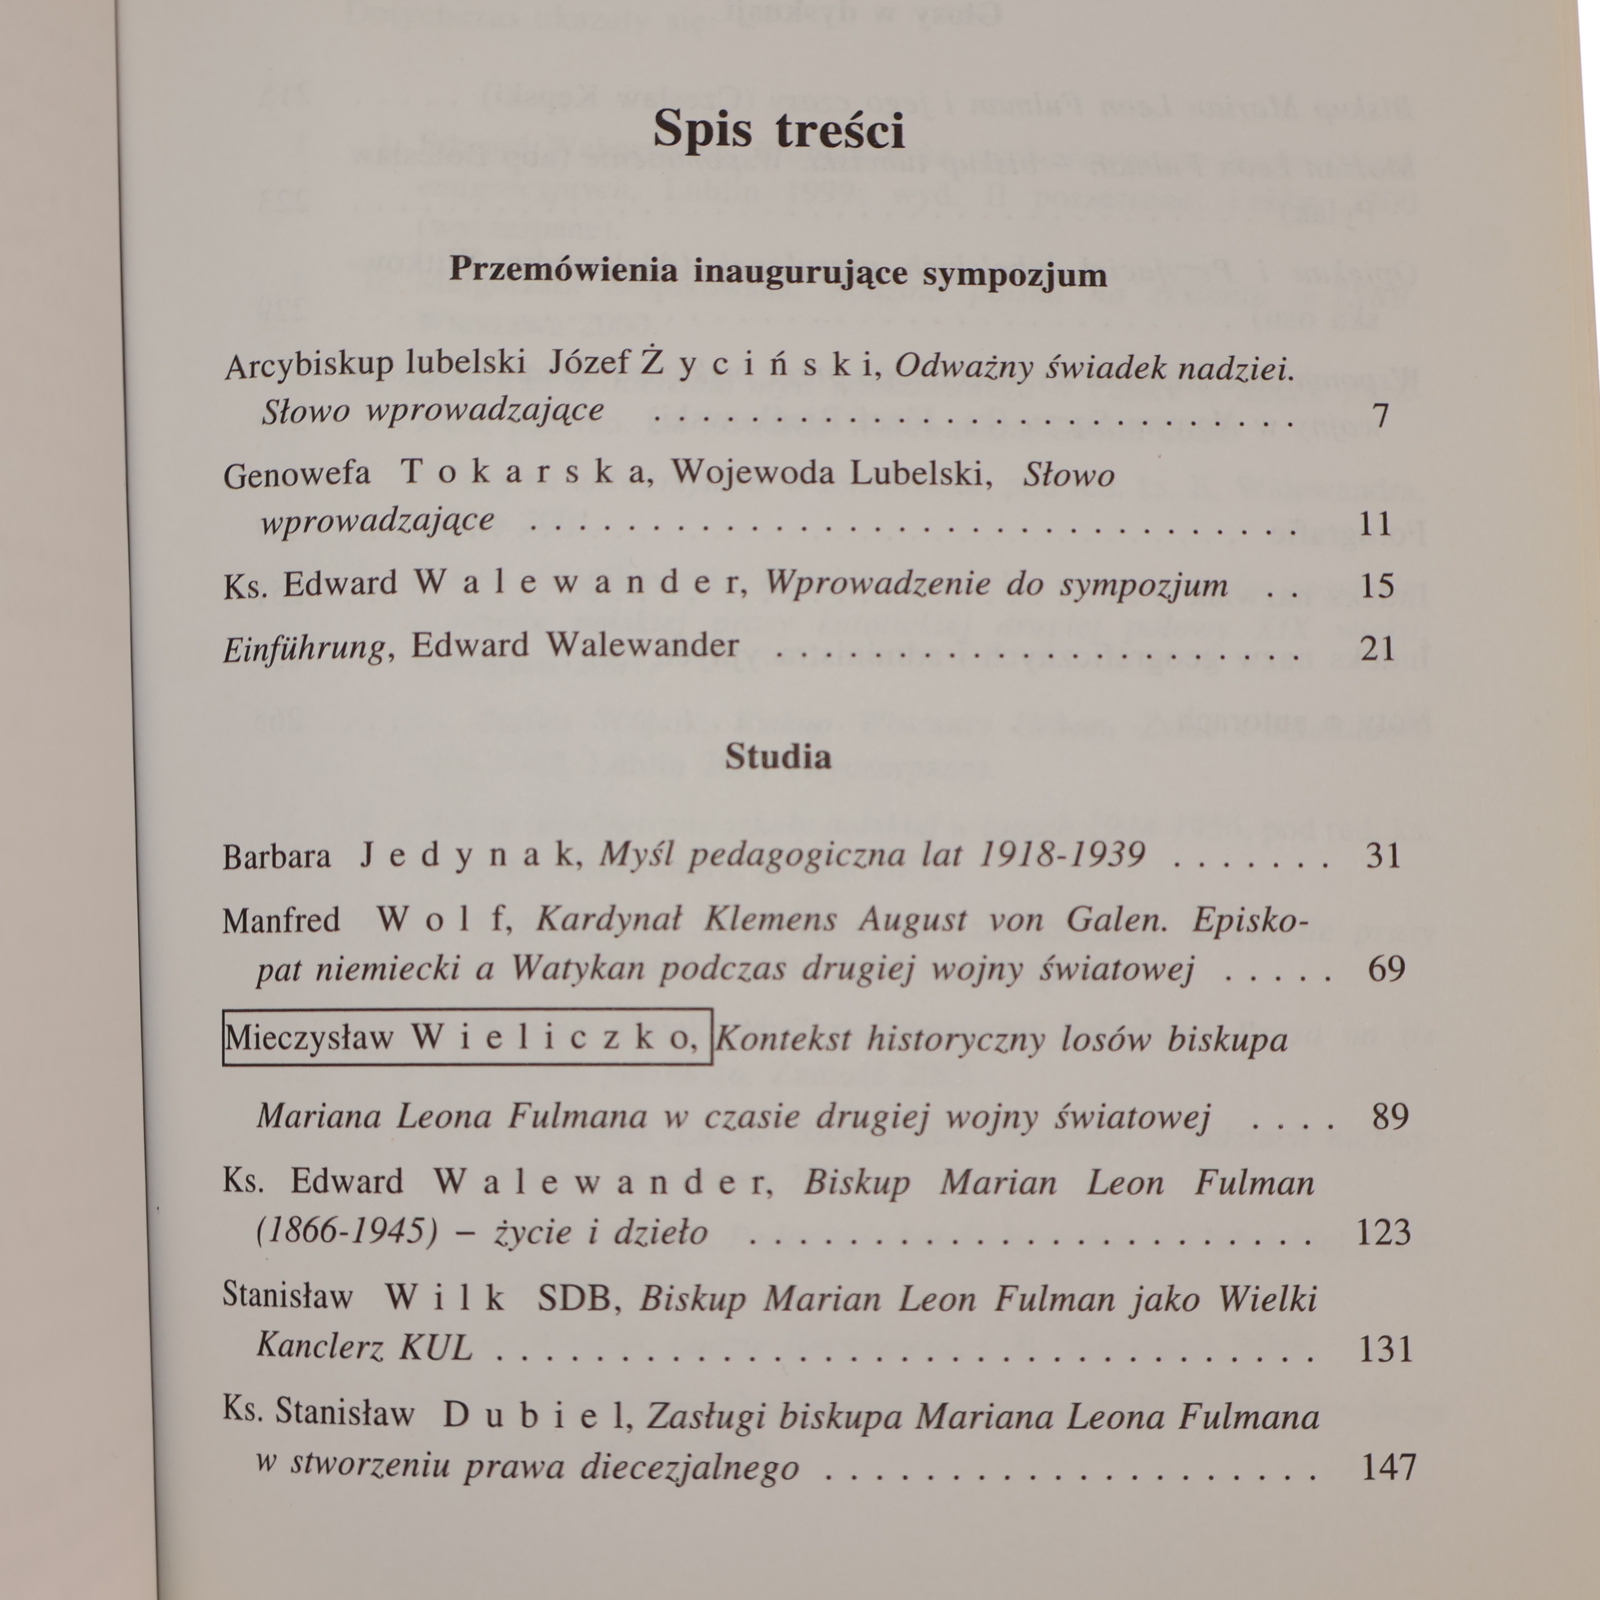 Spis treści
Przemówienia inaugurujące sympozjum
Arcybiskup lubelski Józef Ż y c i ń s k i, Odważny świadek nadziei.
Słowo wprowadzające . . . . . . . . . . . . . . . . . . . . . . . . . . . 7
Genowefa T o k a r s k a, Wojewoda Lubelski, Słowo
wprowadzające . . . . . . . . . . . . . . . . . . . . . . . . . . . . . . . . 11
Ks. Edward W a l e w a n d e r, Wprowadzenie do sympozjum . . 15
Einführung, Edward Walewander . . . . . . . . . . . . . . . . . . . . . . 21
Studia
Barbara J e d y n a k, Myśl pedagogiczna lat 1918-1939 . . . . . . . 31
Manfred W o l f, Kardynał Klemens August von Galen. Episko-
pat niemiecki a Watykan podczas drugiej wojny światowej . . . . . 69
Mieczysław W i e l i c z k o, Kontekst historyczny losów biskupa
Mariana Leona Fulmana w czasie drugiej wojny światowej . . . . 89
Ks. Edward W a l e w a n d e r, Biskup Marian Leon Fulman
(1866-1945) – życie i dzieło . . . . . . . . . . . . . . . . . . . . . . . 123
Stanisław W i l k SDB, Biskup Marian Leon Fulman jako Wielki
Kanclerz KUL . . . . . . . . . . . . . . . . . . . . . . . . . . . . . . . . . 131
Ks. Stanisław D u b i e l, Zasługi biskupa Mariana Leona Fulmana
w stworzeniu prawa diecezjalnego . . . . . . . . . . . . . . . . . . . . 147